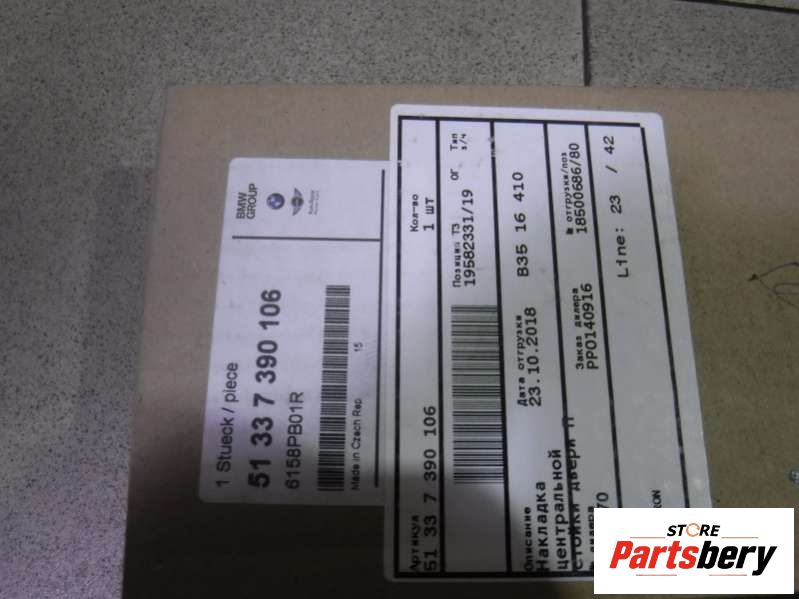 BMW
GROUP
1 Stueck / piece
51 33 7 390 106
6158PB01R
Made in Czech Rep.
15
Артикул
51 33 7 390 106
Кол-во
1 шт
Позиция ТЗ
19582331/19
ОГ
Тип
з/ч
Описание
Накладка
центральной
стойки двери П
Дата отгрузки
23.10.2018
B35 16 410
Заказ дилера
PPO140916
№ отгрузки/поз
18500686/80
Line: 23 / 42
дилера
70
STORE
Partsbery